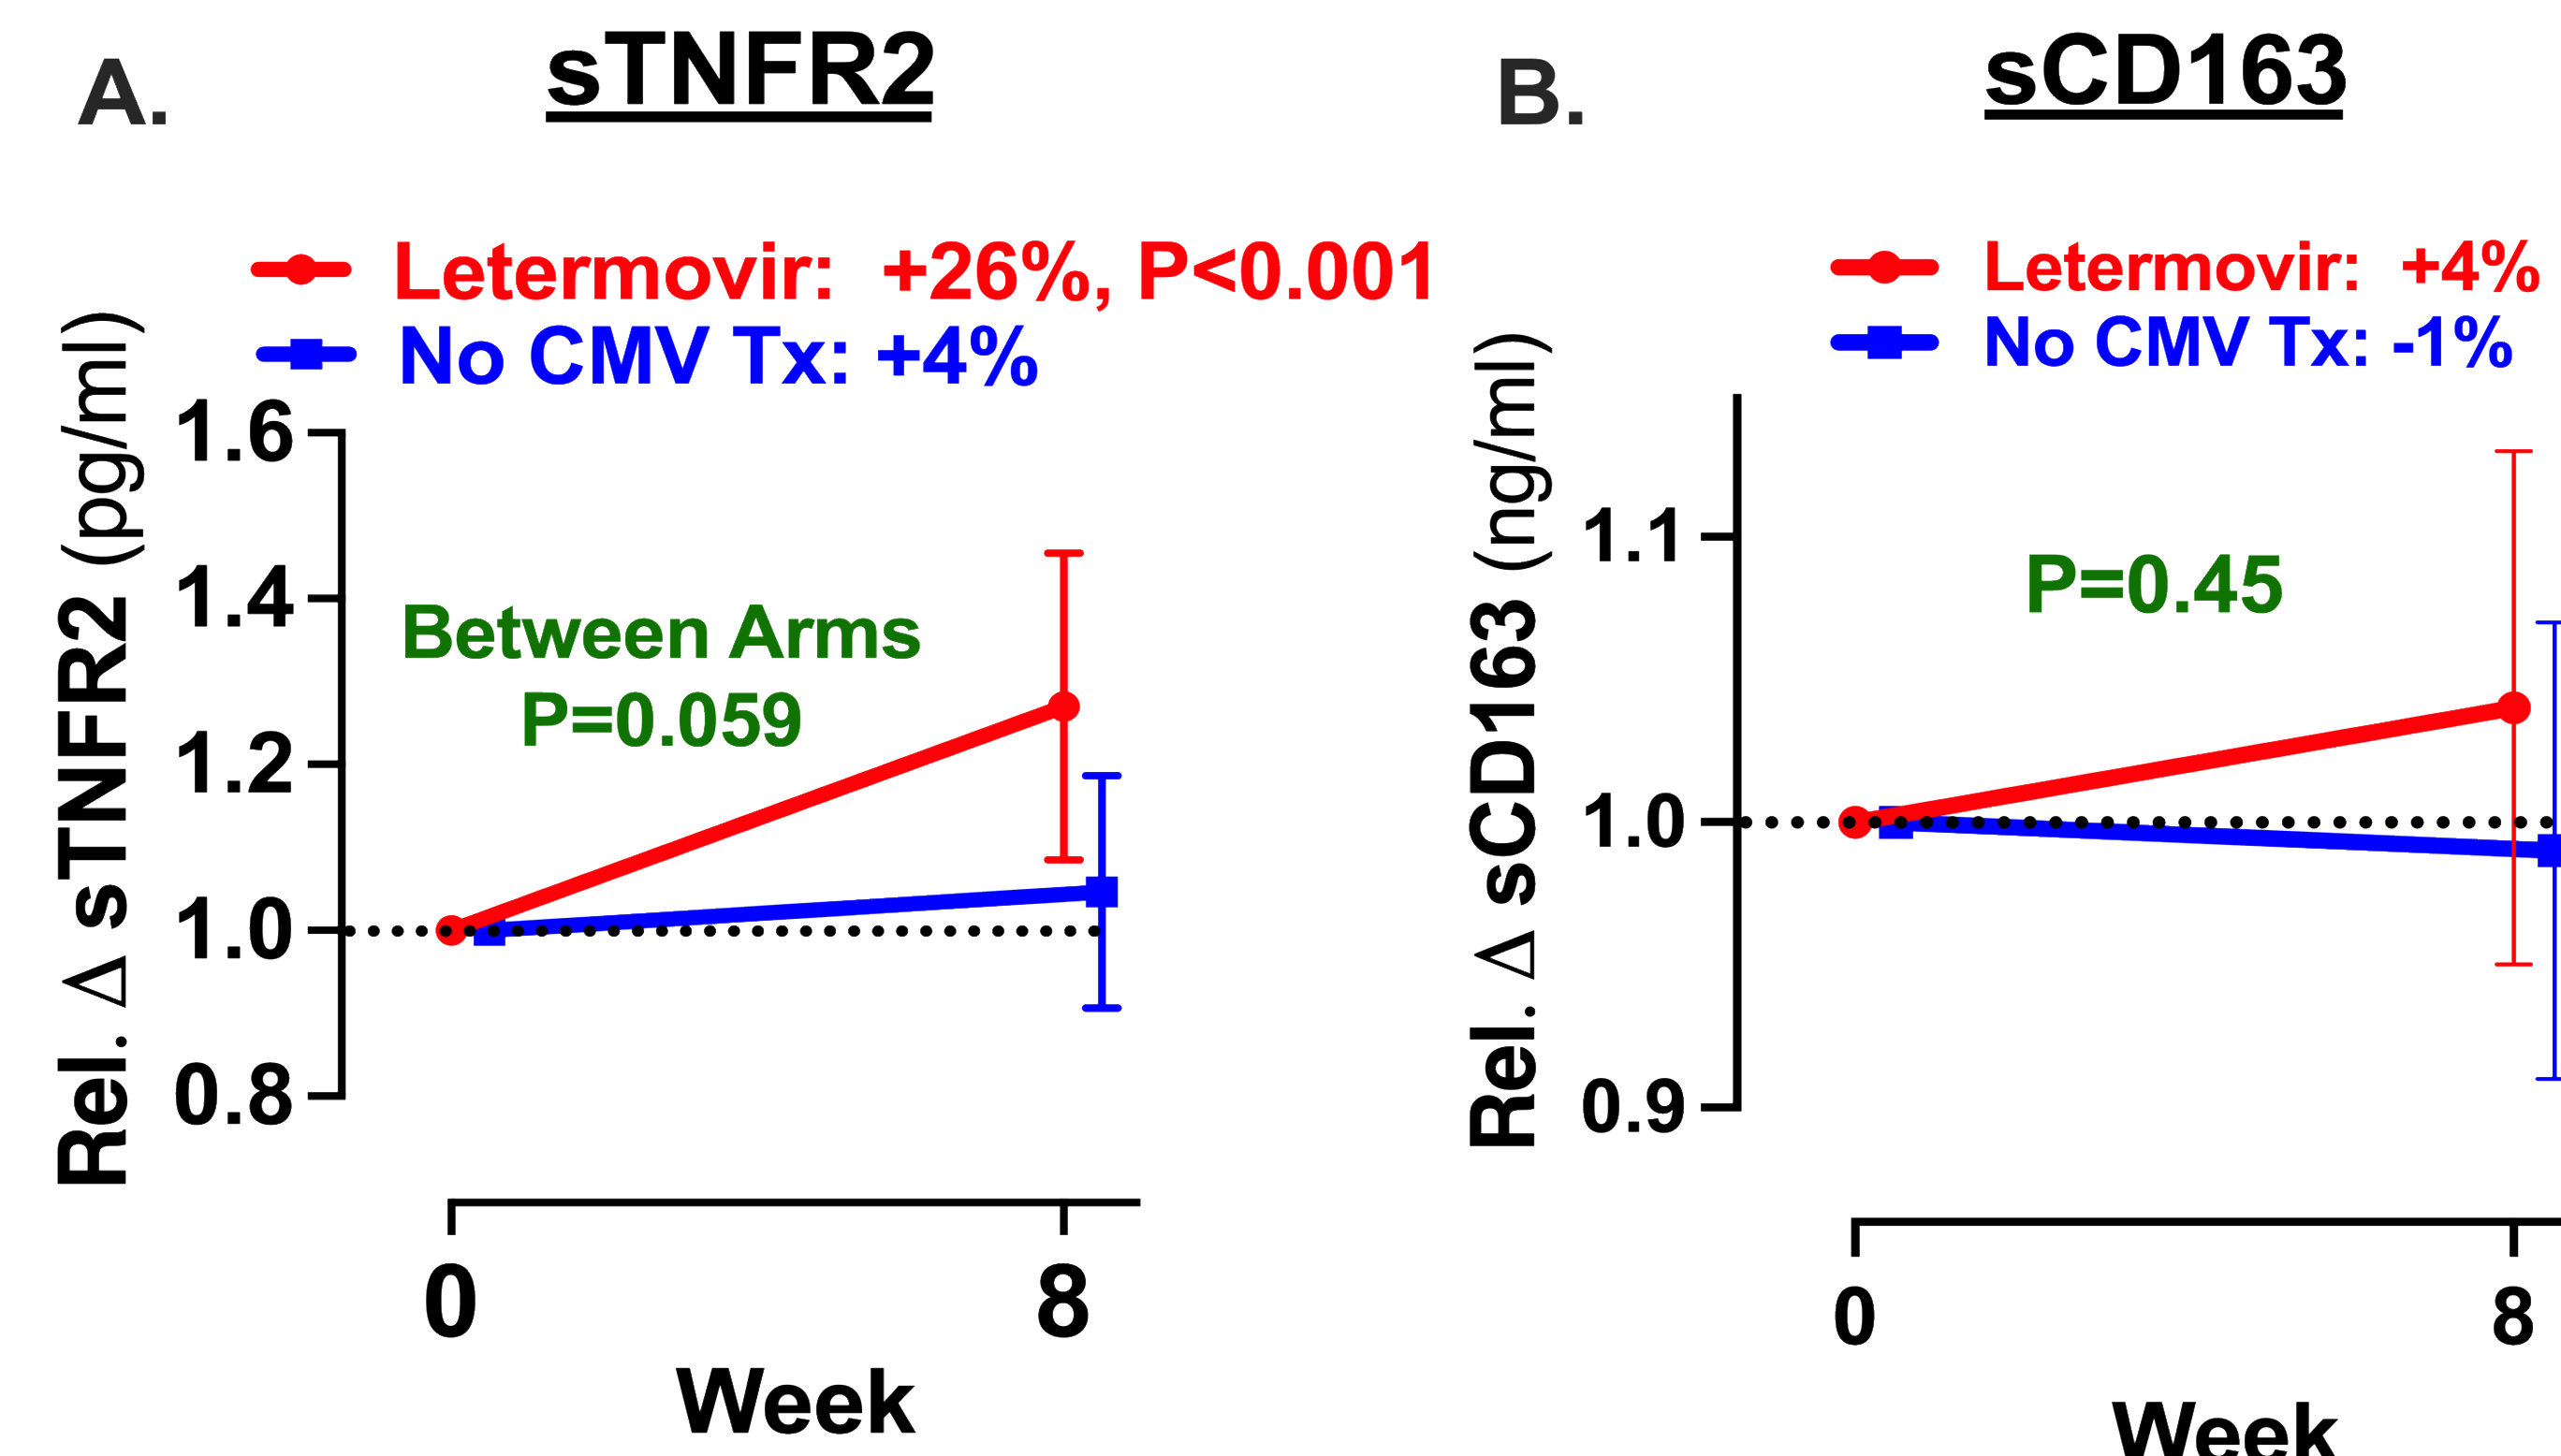 A.
sTNFR2
Letermovir: +26%, P<0.001
No CMV Tx: +4%
Rel. Δ sTNFR2 (pg/ml)
1.6
1.4
1.2
1.0
0.8
Between Arms
P=0.059
0
8
Week
B.
sCD163
Letermovir: +4%
No CMV Tx: -1%
Rel. Δ sCD163 (ng/ml)
1.1
1.0
0.9
P=0.45
0
8
Week